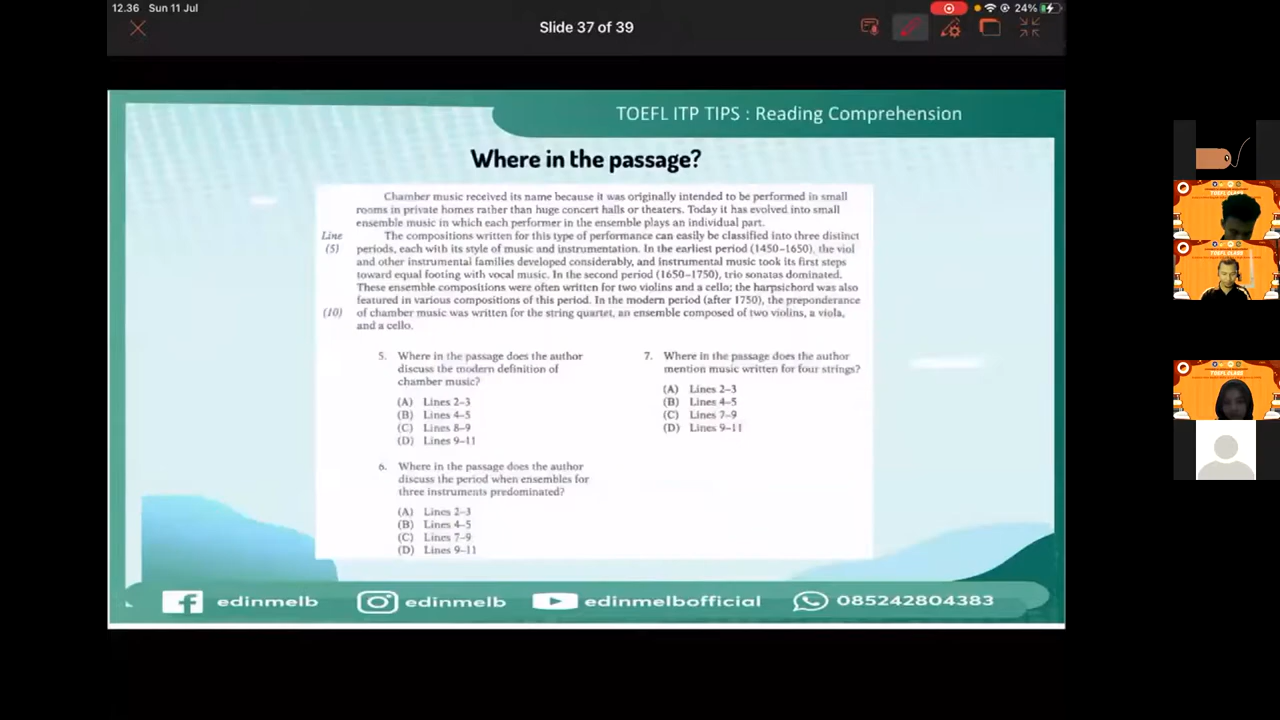 12.36 Sun 11 Jul
24%
Slide 37 of 39
TOEFL ITP TIPS : Reading Comprehension
Where in the passage?
Chamber music received its name because it was originally intended to be performed in small
rooms in private homes rather than huge concert halls or theaters. Today it has evolved into small
ensemble music in which each performer in the ensemble plays an individual part.
Line The compositions written for this type of performance can easily be classified into three distinct
(5) periods, each with its style of music and instrumentation. In the earliest period (1450–1650), the viol
and other instrumental families developed considerably, and instrumental music took its first steps
toward equal footing with vocal music. In the second period (1650–1750), trio sonatas dominated.
These ensemble compositions were often written for two violins and a cello; the harpsichord was also
featured in various compositions of this period. In the modern period (after 1750), the preponderance
(10) of chamber music was written for the string quartet, an ensemble composed of two violins, a viola,
and a cello.
5. Where in the passage does the author
discuss the modern definition of
chamber music?
(A) Lines 2–3
(B) Lines 4–5
(C) Lines 8–9
(D) Lines 9–11
6. Where in the passage does the author
discuss the period when ensembles for
three instruments predominated?
(A) Lines 2–3
(B) Lines 4–5
(C) Lines 7–9
(D) Lines 9–11
7. Where in the passage does the author
mention music written for four strings?
(A) Lines 2–3
(B) Lines 4–5
(C) Lines 7–9
(D) Lines 9–11
edinmelb
edinmelb
edinmelbofficial
085242804383
TOEFL CLASS